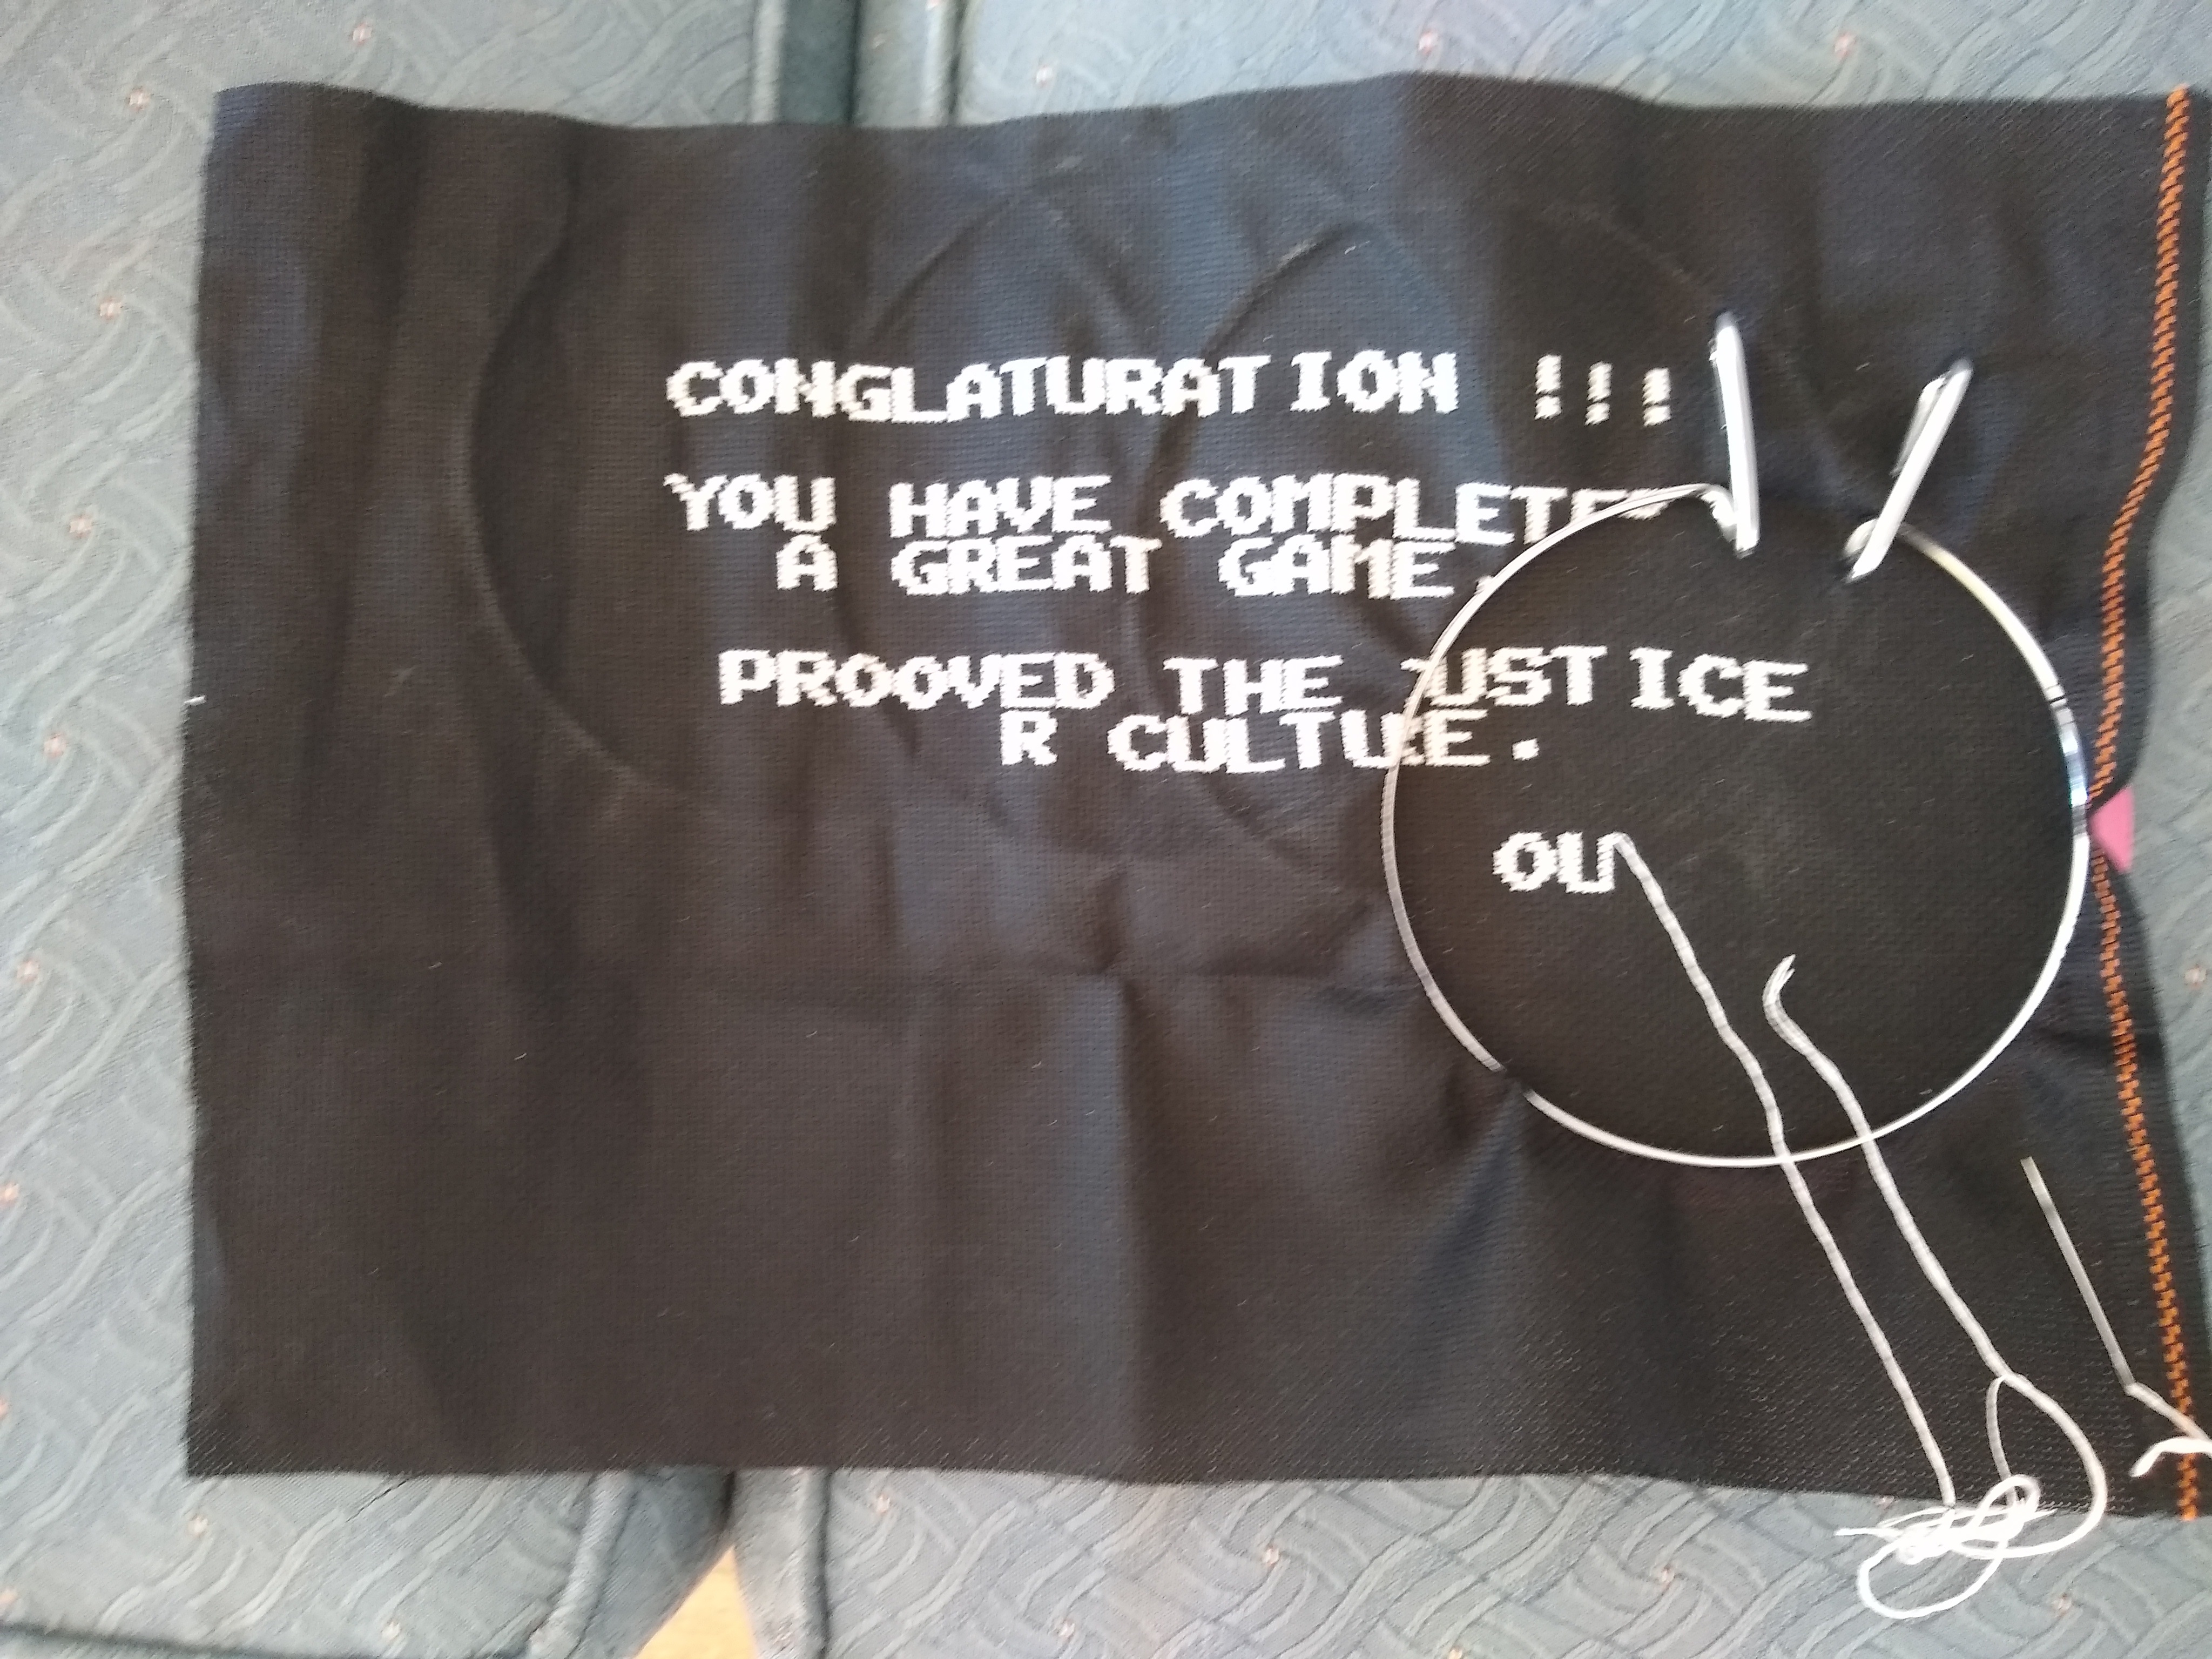 CONGLATURATION !!!
YOU HAVE COMPLETED
A GREAT GAME.
PROOVED THE JUSTICE
R CULTURE.
OU